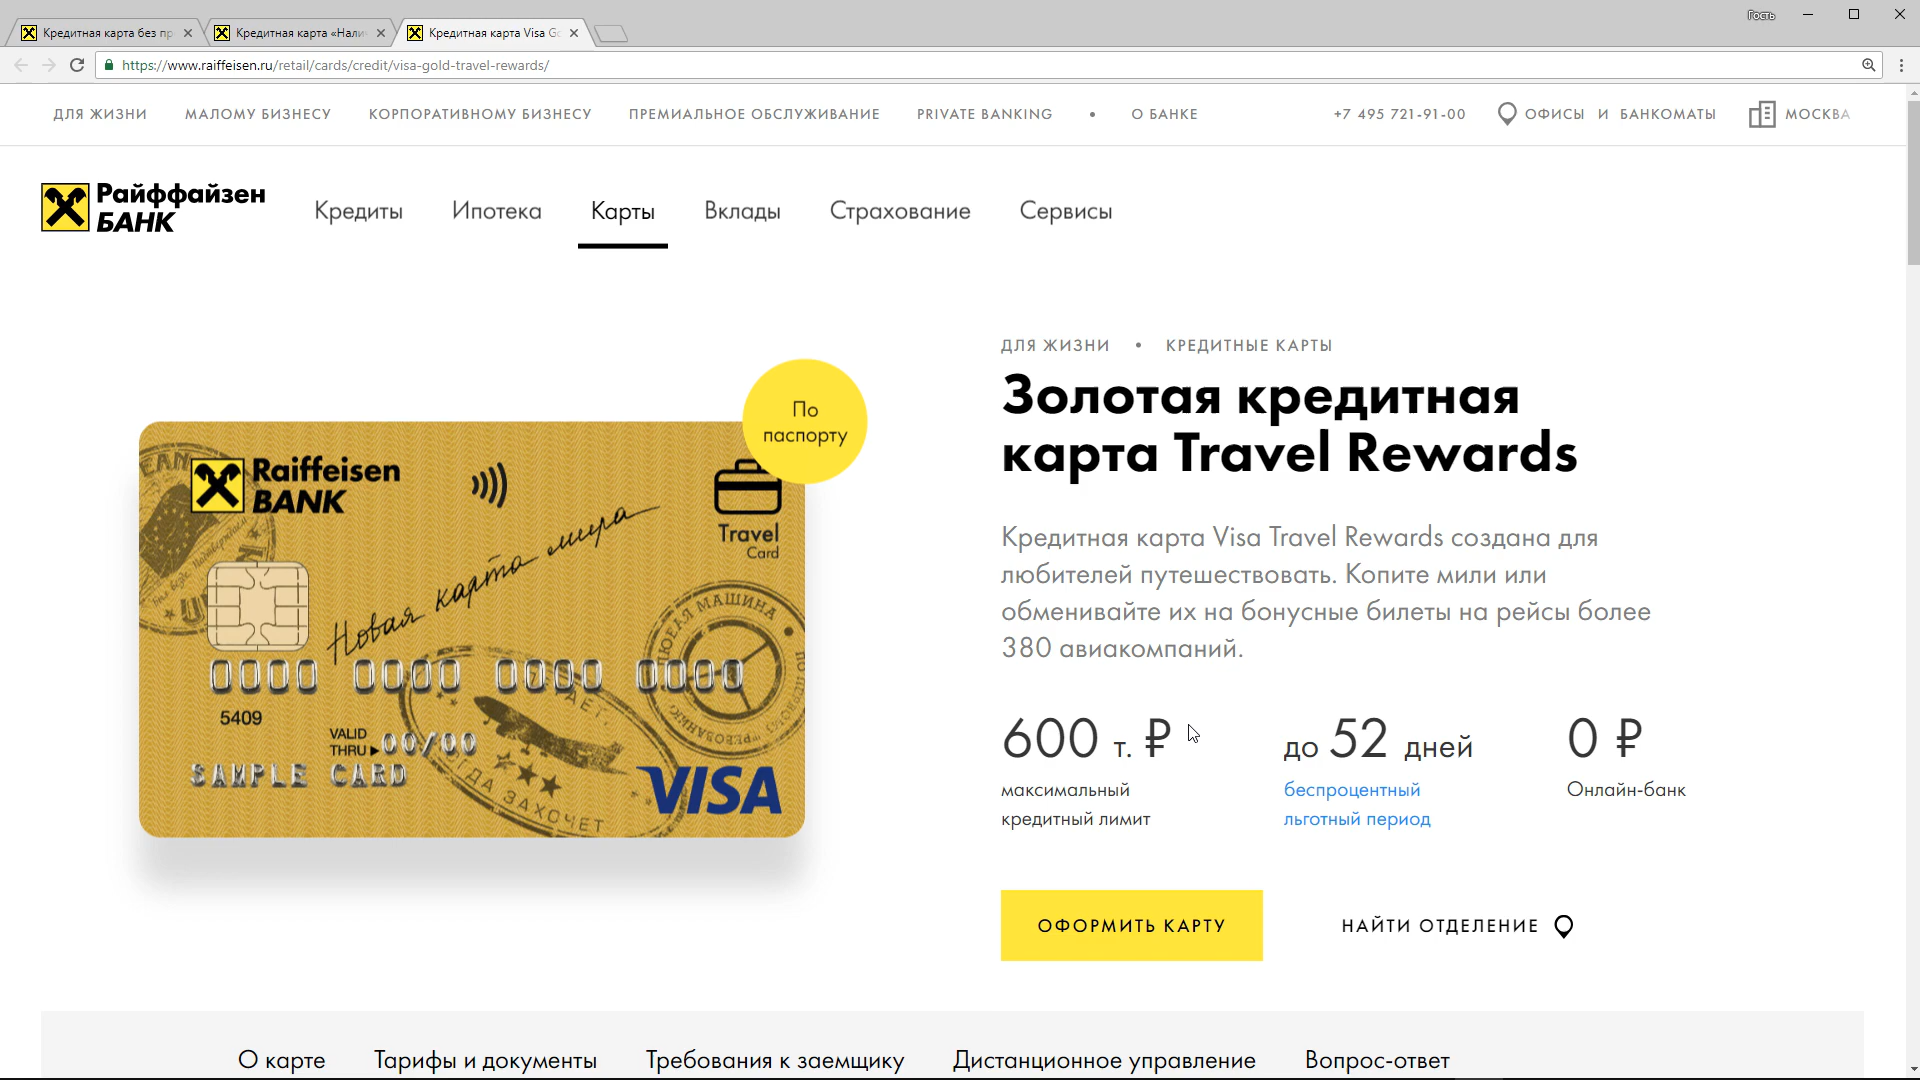 Кредитная карта без пр
Кредитная карта «Нали
Кредитная карта Visa Go
Гость
https://www.raiffeisen.ru/retail/cards/credit/visa-gold-travel-rewards/
ДЛЯ ЖИЗНИ
МАЛОМУ БИЗНЕСУ
КОРПОРАТИВНОМУ БИЗНЕСУ
ПРЕМИАЛЬНОЕ ОБСЛУЖИВАНИЕ
PRIVATE BANKING
•
О БАНКЕ
+7 495 721-91-00
ОФИСЫ И БАНКОМАТЫ
МОСКВА
Райффайзен
БАНК
Кредиты
Ипотека
Карты
Вклады
Страхование
Сервисы
По
паспорту
Raiffeisen
BANK
Travel
Card
Новая карта мира
ЛЮБЕАЯ МАШИНА
0000 0000 0000 0000
5409
VALID
THRU
00/00
SAMPLE CARD
ЗАХОЧЕТ
VISA
ДЛЯ ЖИЗНИ • КРЕДИТНЫЕ КАРТЫ
Золотая кредитная
карта Travel Rewards
Кредитная карта Visa Travel Rewards создана для
любителей путешествовать. Копите мили или
обменивайте их на бонусные билеты на рейсы более
380 авиакомпаний.
600 т. ₽
максимальный
кредитный лимит
до 52 дней
беспроцентный
льготный период
0 ₽
Онлайн-банк
ОФОРМИТЬ КАРТУ
НАЙТИ ОТДЕЛЕНИЕ
О карте
Тарифы и документы
Требования к заемщику
Дистанционное управление
Вопрос-ответ